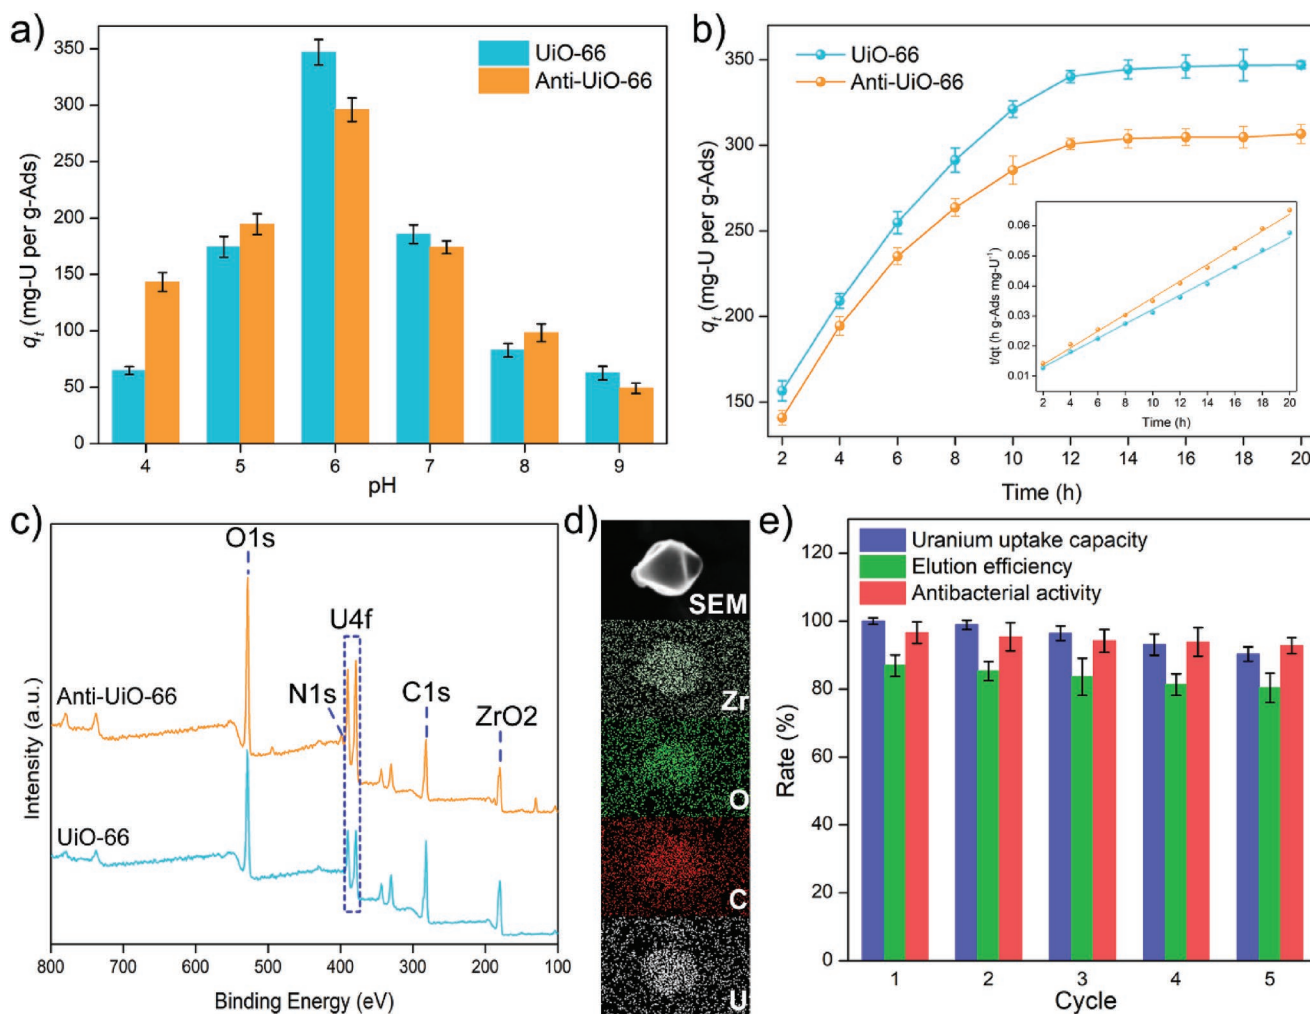 a)
UiO-66
Anti-UiO-66
350
300
250
200
150
100
50
0
qt (mg-U per g-Ads)
4 5 6 7 8 9
pH
b)
UiO-66
Anti-UiO-66
350
300
250
200
150
qt (mg-U per g-Ads)
2 4 6 8 10 12 14 16 18 20
Time (h)
0.06
0.05
0.04
0.03
0.02
0.01
t/qt (h g-Ads mg-U⁻¹)
2 4 6 8 10 12 14 16 18 20
Time (h)
c)
O1s
U4f
N1s
C1s
ZrO2
Anti-UiO-66
UiO-66
Intensity (a.u.)
800 700 600 500 400 300 200 100
Binding Energy (eV)
d)
SEM
Zr
O
C
U
e)
Uranium uptake capacity
Elution efficiency
Antibacterial activity
120
100
80
60
40
20
0
Rate (%)
1 2 3 4 5
Cycle